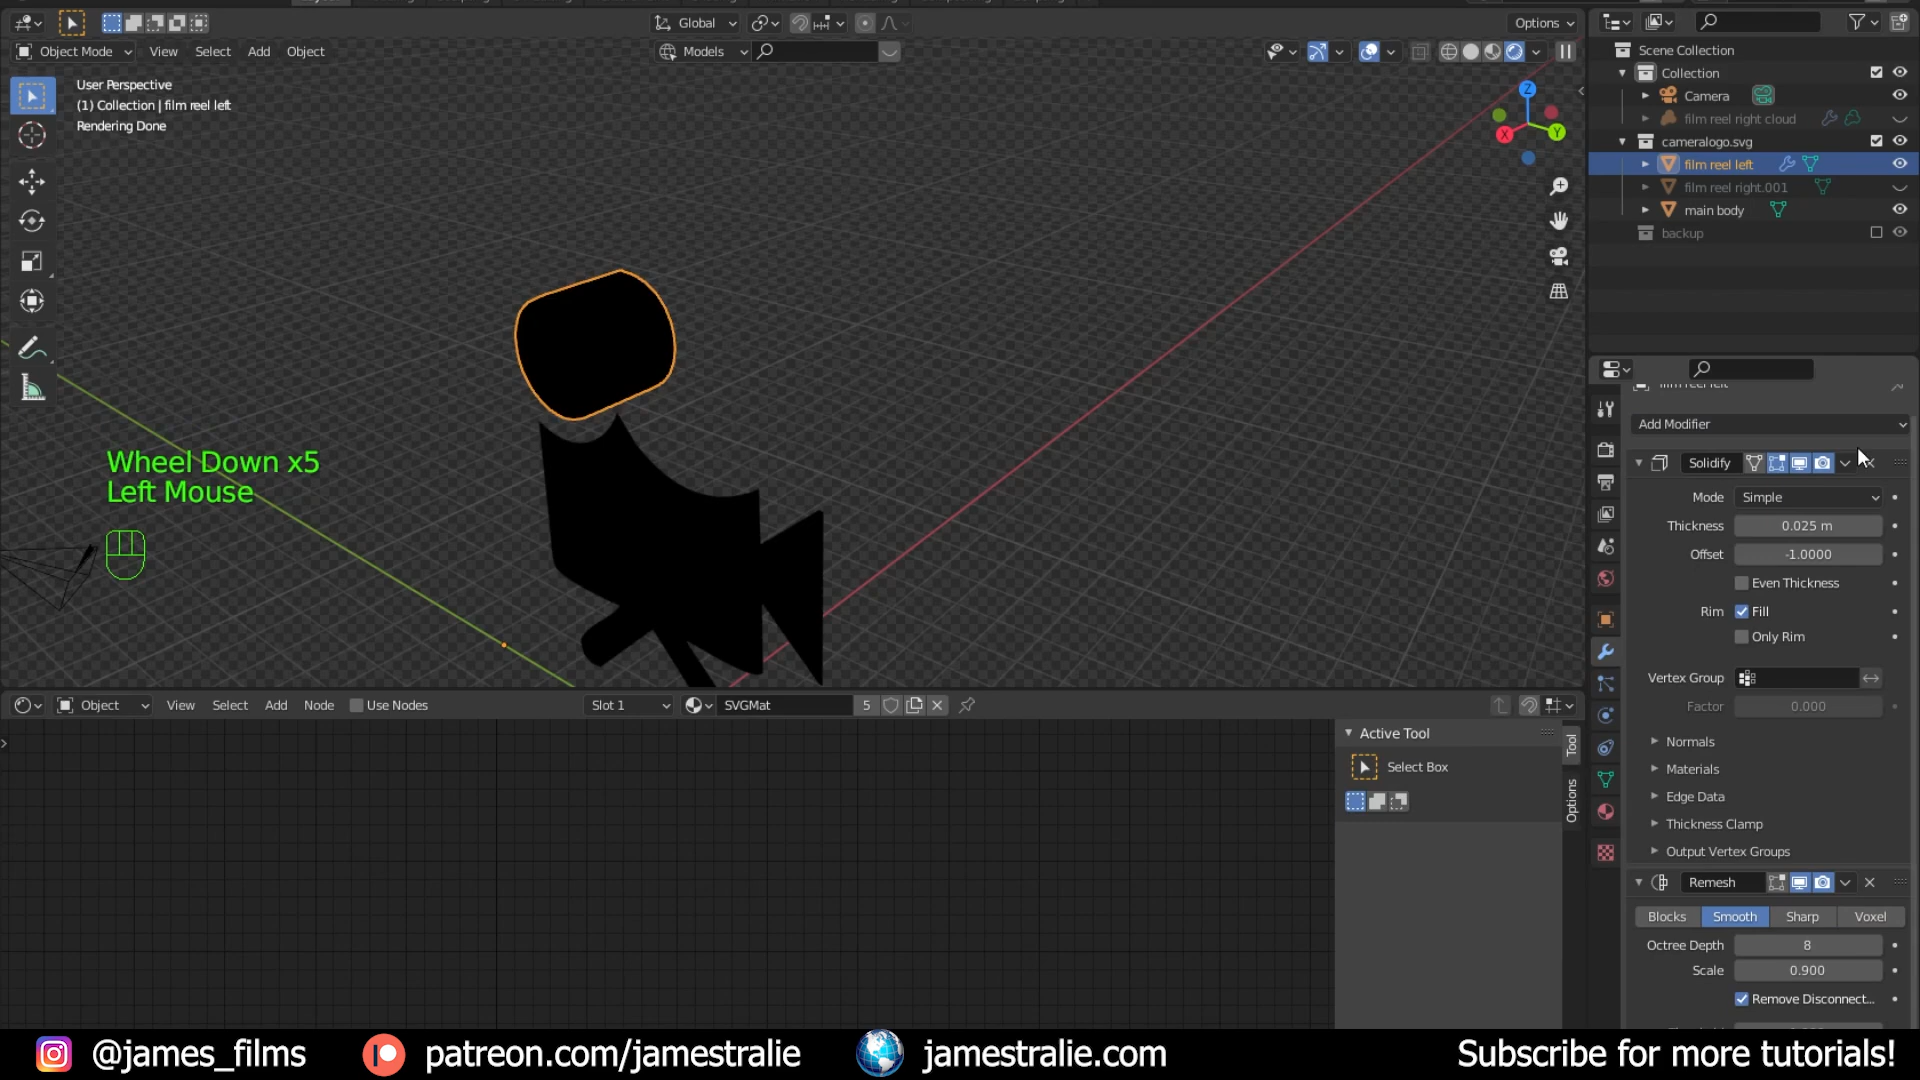 Global
Options
Object Mode
View
Select
Add
Object
Models
User Perspective
(1) Collection | film reel left
Rendering Done
Z
X
Y
Scene Collection
Collection
Camera
film reel right cloud
cameralogo.svg
film reel left
film reel right.001
main body
backup
Add Modifier
Solidify
Mode
Simple
Thickness
0.025 m
Offset
-1.0000
Even Thickness
Rim
Fill
Only Rim
Vertex Group
Factor
0.000
Normals
Materials
Edge Data
Thickness Clamp
Output Vertex Groups
Remesh
Blocks
Smooth
Sharp
Voxel
Octree Depth
8
Scale
0.900
Remove Disconnect...
Wheel Down x5
Left Mouse
Object
View
Select
Add
Node
Use Nodes
Slot 1
SVGMat
5
Active Tool
Select Box
Tool
Options
@james_films
patreon.com/jamestralie
jamestralie.com
Subscribe for more tutorials!